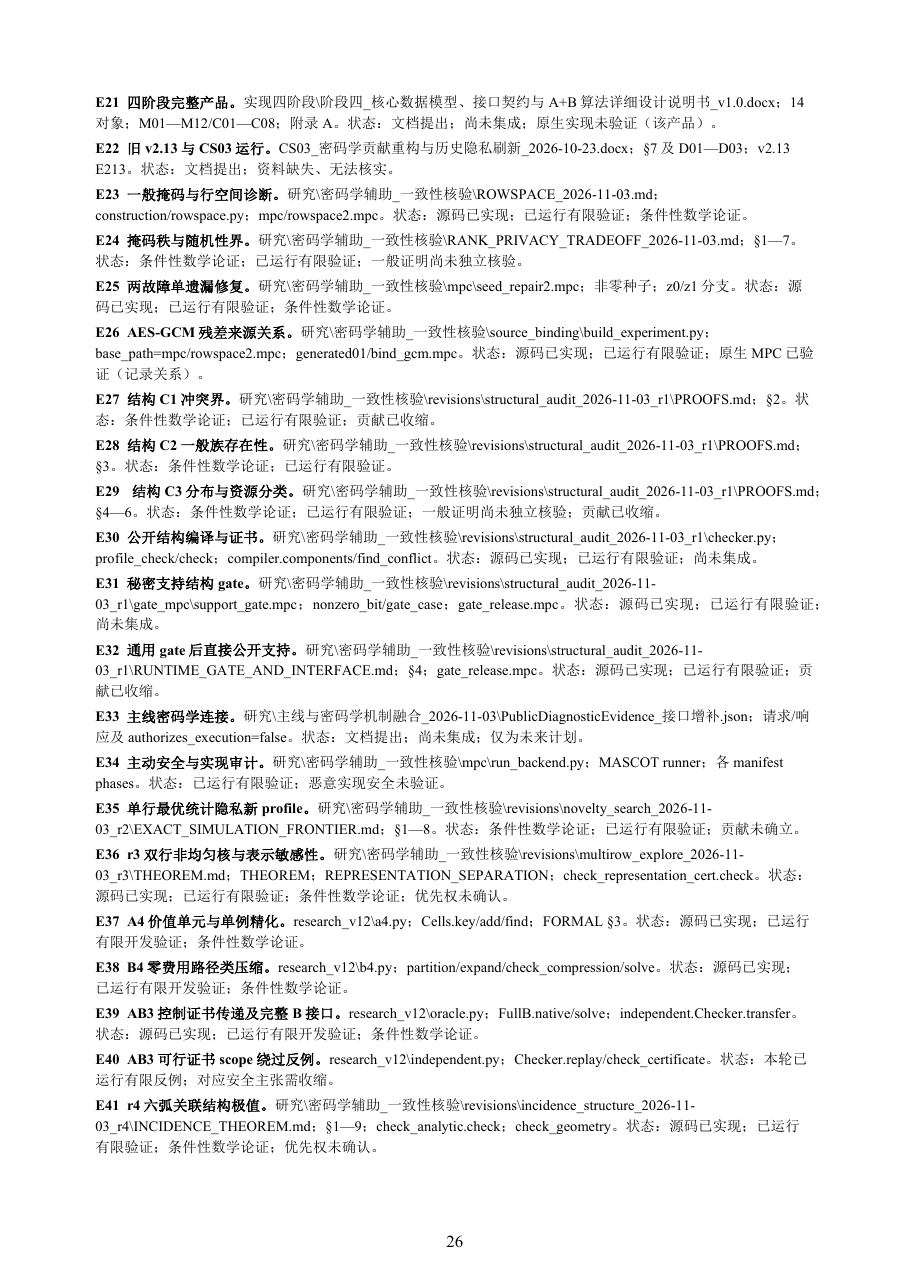 E21 四阶段完整产品。实现四阶段\阶段四_核心数据模型、接口契约与 A+B 算法详细设计说明书_v1.0.docx；14
对象；M01—M12/C01—C08；附录 A。状态：文档提出；尚未集成；原生实现未验证（该产品）。
E22 旧 v2.13 与 CS03 运行。CS03_密码学贡献重构与历史隐私刷新_2026-10-23.docx；§7 及 D01—D03；v2.13
E213。状态：文档提出；资料缺失、无法核实。
E23 一般掩码与行空间诊断。研究\密码学辅助_一致性核验\ROWSPACE_2026-11-03.md；
construction/rowspace.py；mpc/rowspace2.mpc。状态：源码已实现；已运行有限验证；条件性数学论证。
E24 掩码秩与随机性界。研究\密码学辅助_一致性核验\RANK_PRIVACY_TRADEOFF_2026-11-03.md；§1—7。
状态：条件性数学论证；已运行有限验证；一般证明尚未独立核验。
E25 两故障单遗漏修复。研究\密码学辅助_一致性核验\mpc\seed_repair2.mpc；非零种子；z0/z1 分支。状态：源
码已实现；已运行有限验证；条件性数学论证。
E26 AES-GCM 残差来源关系。研究\密码学辅助_一致性核验\source_binding\build_experiment.py；
base_path=mpc/rowspace2.mpc；generated01/bind_gcm.mpc。状态：源码已实现；已运行有限验证；原生 MPC 已验
证（记录关系）。
E27 结构 C1 冲突界。研究\密码学辅助_一致性核验\revisions\structural_audit_2026-11-03_r1\PROOFS.md；§2。状
态：条件性数学论证；已运行有限验证；贡献已收缩。
E28 结构 C2 一般族存在性。研究\密码学辅助_一致性核验\revisions\structural_audit_2026-11-03_r1\PROOFS.md；
§3。状态：条件性数学论证；已运行有限验证。
E29 结构 C3 分布与资源分类。研究\密码学辅助_一致性核验\revisions\structural_audit_2026-11-03_r1\PROOFS.md；
§4—6。状态：条件性数学论证；已运行有限验证；一般证明尚未独立核验；贡献已收缩。
E30 公开结构编译与证书。研究\密码学辅助_一致性核验\revisions\structural_audit_2026-11-03_r1\checker.py；
profile_check/check；compiler.components/find_conflict。状态：源码已实现；已运行有限验证；尚未集成。
E31 秘密支持结构 gate。研究\密码学辅助_一致性核验\revisions\structural_audit_2026-11-
03_r1\gate_mpc\support_gate.mpc；nonzero_bit/gate_case；gate_release.mpc。状态：源码已实现；已运行有限验证；
尚未集成。
E32 通用 gate 后直接公开支持。研究\密码学辅助_一致性核验\revisions\structural_audit_2026-11-
03_r1\RUNTIME_GATE_AND_INTERFACE.md；§4；gate_release.mpc。状态：源码已实现；已运行有限验证；贡
献已收缩。
E33 主线密码学连接。研究\主线与密码学机制融合_2026-11-03\PublicDiagnosticEvidence_接口增补.json；请求/响
应及 authorizes_execution=false。状态：文档提出；尚未集成；仅为未来计划。
E34 主动安全与实现审计。研究\密码学辅助_一致性核验\mpc\run_backend.py；MASCOT runner；各 manifest
phases。状态：已运行有限验证；恶意实现安全未验证。
E35 单行最优统计隐私新 profile。研究\密码学辅助_一致性核验\revisions\novelty_search_2026-11-
03_r2\EXACT_SIMULATION_FRONTIER.md；§1—8。状态：条件性数学论证；已运行有限验证；贡献未确立。
E36 r3 双行非均匀核与表示敏感性。研究\密码学辅助_一致性核验\revisions\multirow_explore_2026-11-
03_r3\THEOREM.md；THEOREM；REPRESENTATION_SEPARATION；check_representation_cert.check。状态：
源码已实现；已运行有限验证；条件性数学论证；优先权未确认。
E37 A4 价值单元与单例精化。research_v12\a4.py；Cells.key/add/find；FORMAL §3。状态：源码已实现；已运行
有限开发验证；条件性数学论证。
E38 B4 零费用路径类压缩。research_v12\b4.py；partition/expand/check_compression/solve。状态：源码已实现；
已运行有限开发验证；条件性数学论证。
E39 AB3 控制证书传递及完整 B 接口。research_v12\oracle.py；FullB.native/solve；independent.Checker.transfer。
状态：源码已实现；已运行有限开发验证；条件性数学论证。
E40 AB3 可行证书 scope 绕过反例。research_v12\independent.py；Checker.replay/check_certificate。状态：本轮已
运行有限反例；对应安全主张需收缩。
E41 r4 六弧关联结构极值。研究\密码学辅助_一致性核验\revisions\incidence_structure_2026-11-
03_r4\INCIDENCE_THEOREM.md；§1—9；check_analytic.check；check_geometry。状态：源码已实现；已运行
有限验证；条件性数学论证；优先权未确认。
26